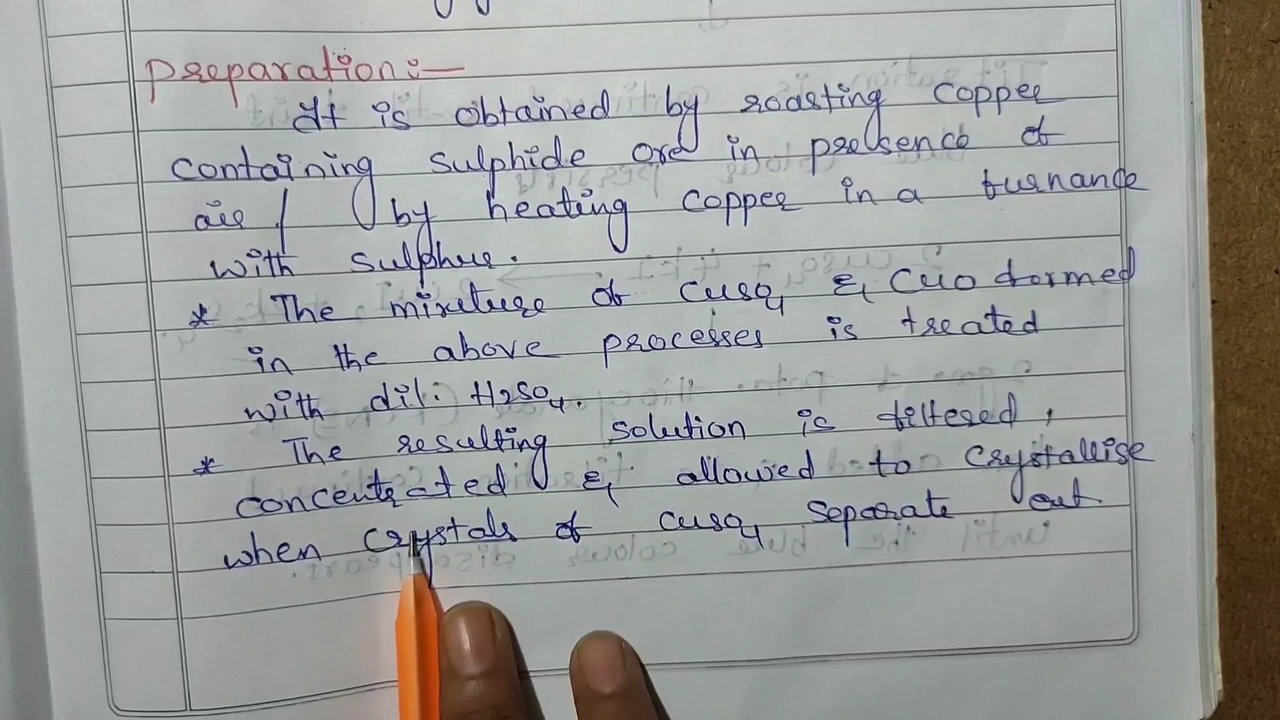 Preparation:-
It is obtained by roasting copper
containing sulphide ore in presence of
air / by heating copper in a furnance
with sulphur.
* The mixture of CuSO4 & CuO formed
in the above processes is treated
with dil. H2SO4.
* The resulting solution is filtered,
concentrated & allowed to crystallise
when crystals of CuSO4 separate out